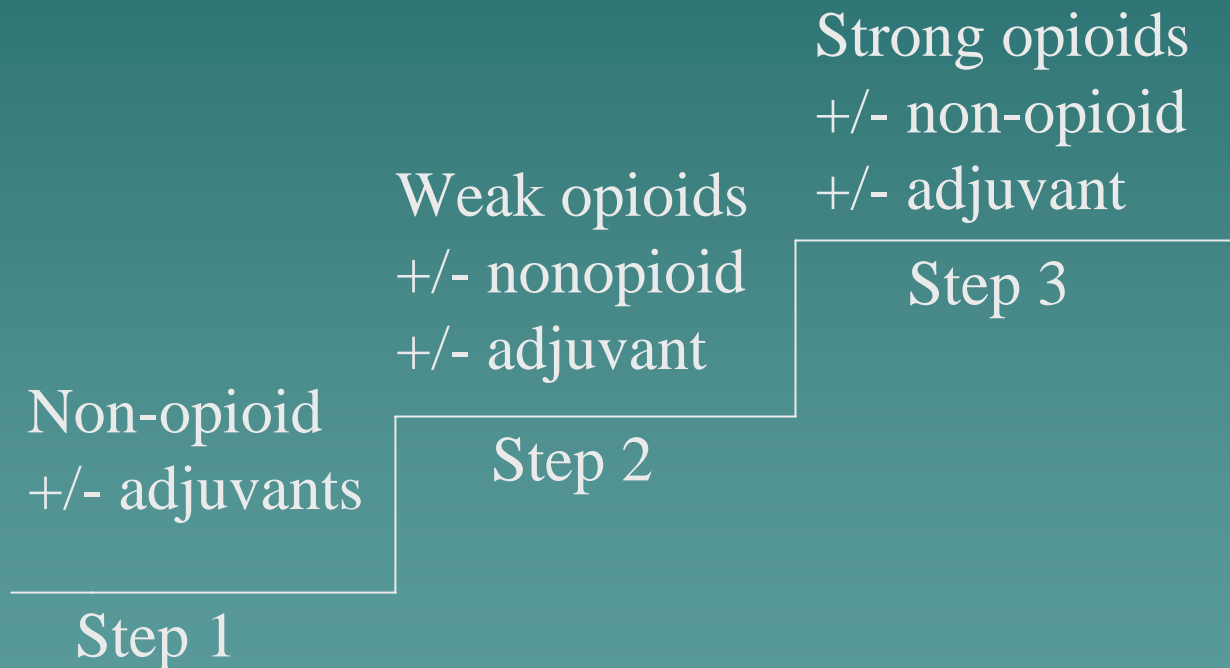 Strong opioids
+/- non-opioid
+/- adjuvant
Step 3
Weak opioids
+/- nonopioid
+/- adjuvant
Step 2
Non-opioid
+/- adjuvants
Step 1